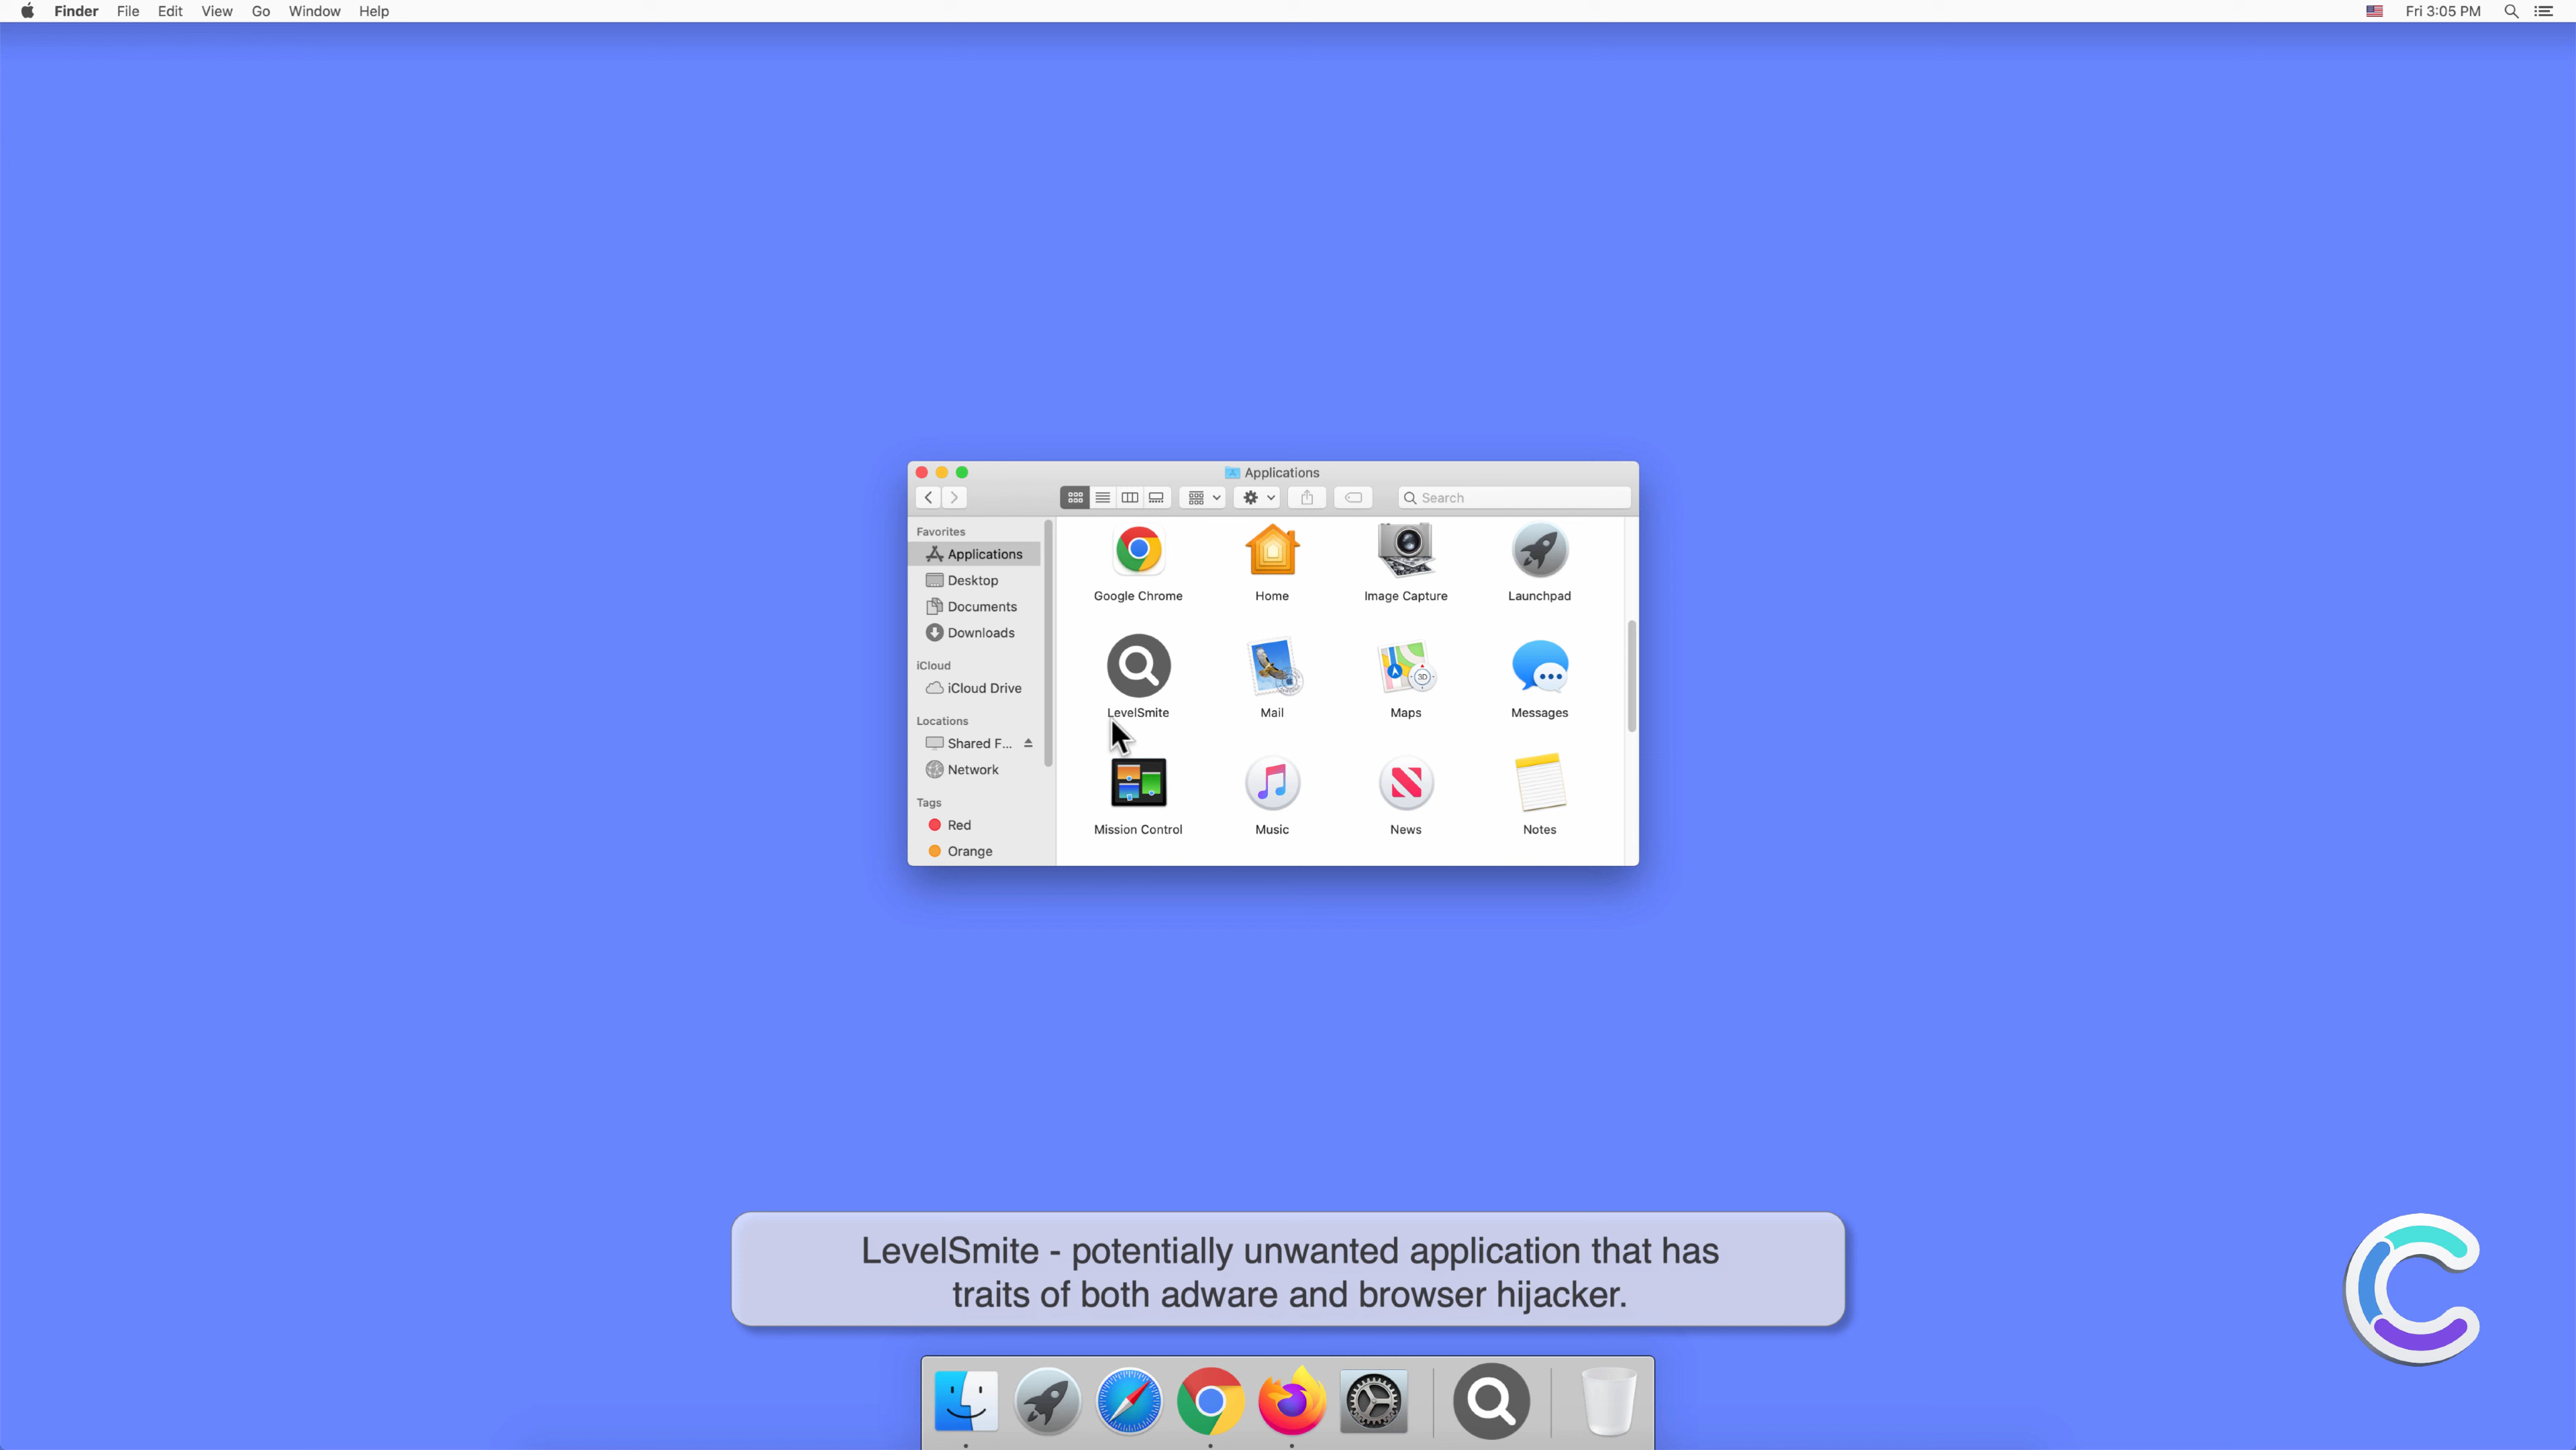 Finder File Edit View Go Window Help Fri 3:05 PM
Applications
Search
Favorites
Applications
Desktop
Documents
Downloads
iCloud
iCloud Drive
Locations
Shared F...
Network
Tags
Red
Orange
Google Chrome Home Image Capture Launchpad
LevelSmite Mail Maps Messages
3D
Mission Control Music News Notes
LevelSmite - potentially unwanted application that has
traits of both adware and browser hijacker.